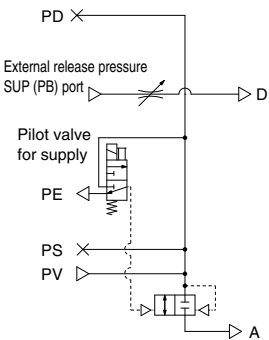 PD
External release pressure
SUP (PB) port
D
Pilot valve
for supply
PE
PS
PV
A